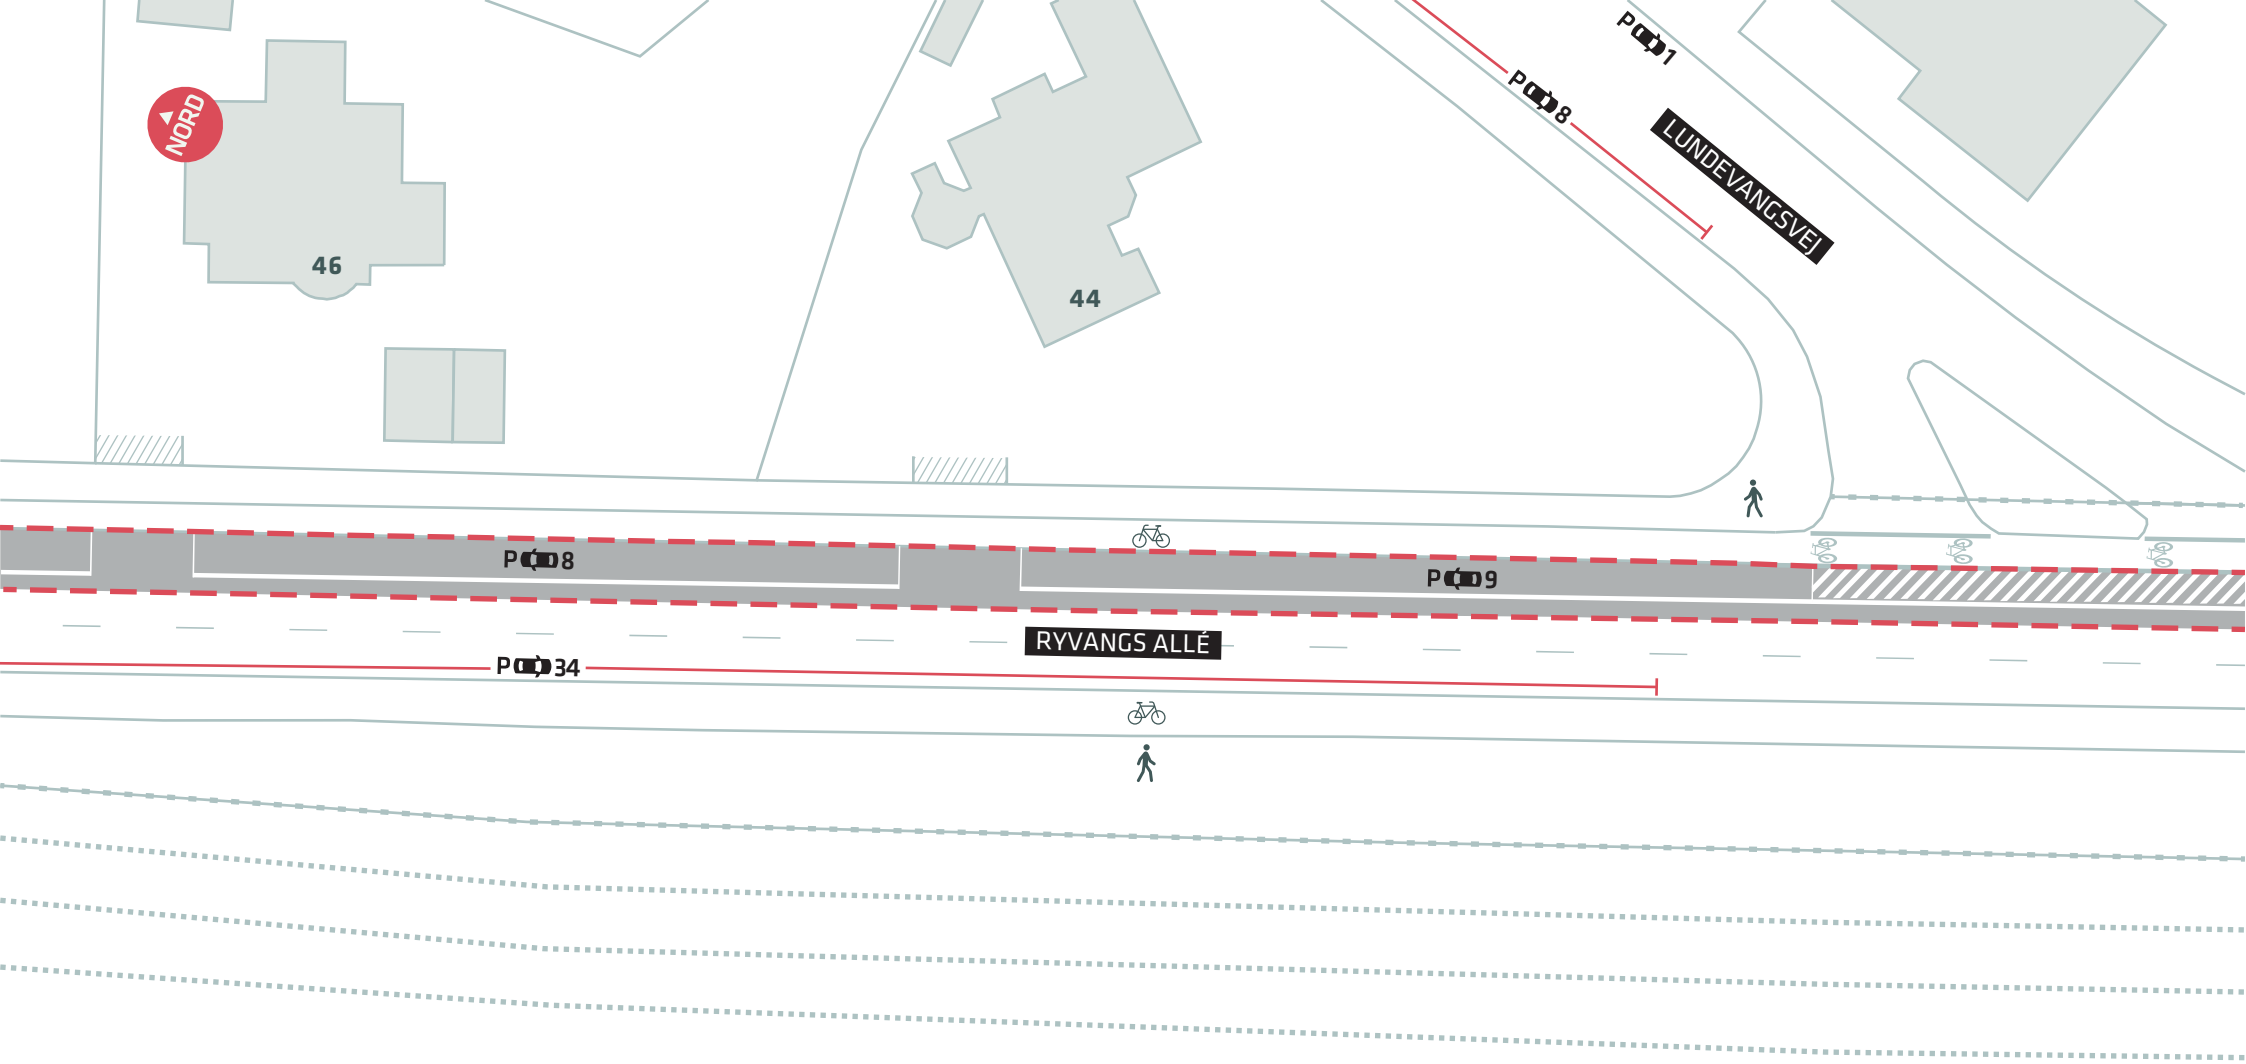 P 1
P 8
NORD
LUNDEVANGSVEJ
46
44
P 8
P 9
RYVANGS ALLÉ
P 34